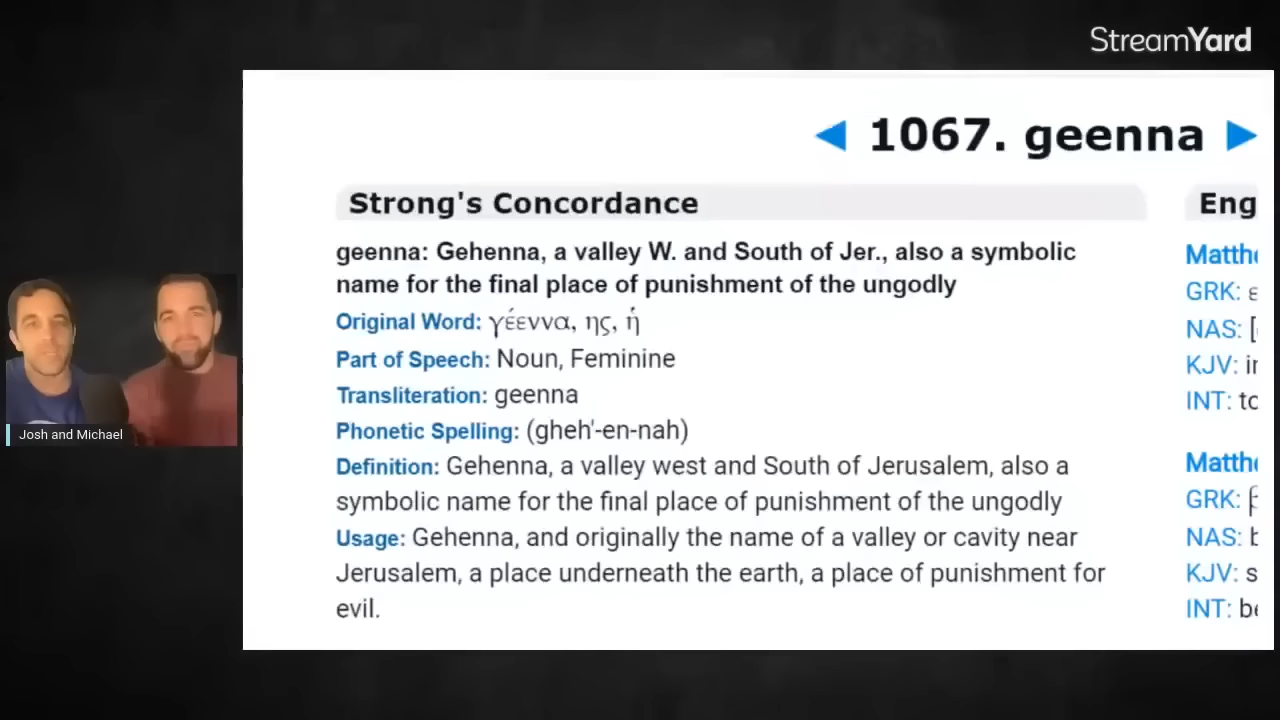 StreamYard
◀ 1067. geenna ▶
Strong's Concordance
geenna: Gehenna, a valley W. and South of Jer., also a symbolic
name for the final place of punishment of the ungodly
Original Word: γέεννα, ης, ἡ
Part of Speech: Noun, Feminine
Transliteration: geenna
Phonetic Spelling: (gheh'-en-nah)
Definition: Gehenna, a valley west and South of Jerusalem, also a
symbolic name for the final place of punishment of the ungodly
Usage: Gehenna, and originally the name of a valley or cavity near
Jerusalem, a place underneath the earth, a place of punishment for
evil.
Eng
GRK:
NAS:
KJV:
INT:
GRK:
NAS:
KJV:
INT:
Josh and Michael